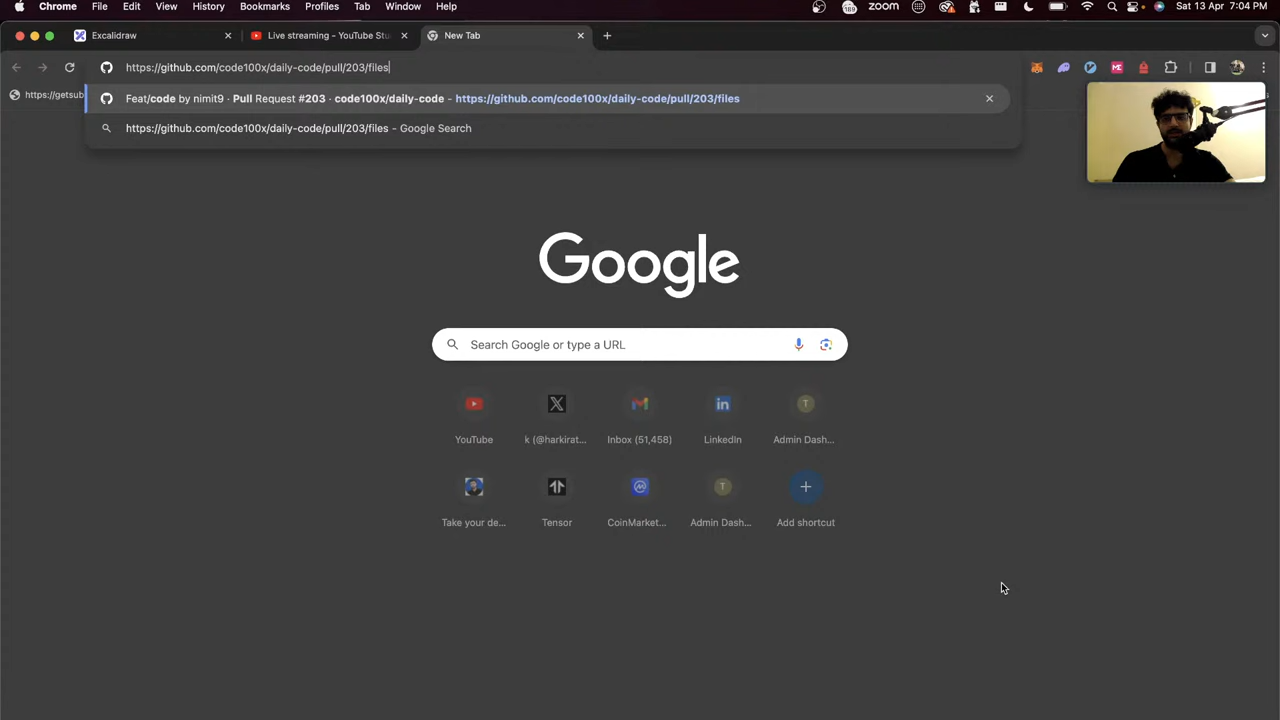 Chrome File Edit View History Bookmarks Profiles Tab Window Help
189 zoom Sat 13 Apr 7:04 PM
Excalidraw
Live streaming - YouTube Stu
New Tab
https://github.com/code100x/daily-code/pull/203/files
https://getsub
Feat/code by nimit9 · Pull Request #203 · code100x/daily-code – https://github.com/code100x/daily-code/pull/203/files
https://github.com/code100x/daily-code/pull/203/files – Google Search
Google
Search Google or type a URL
T
YouTube
k (@harkirat...
Inbox (51,458)
LinkedIn
Admin Dash...
T
Take your de...
Tensor
CoinMarket...
Admin Dash...
Add shortcut